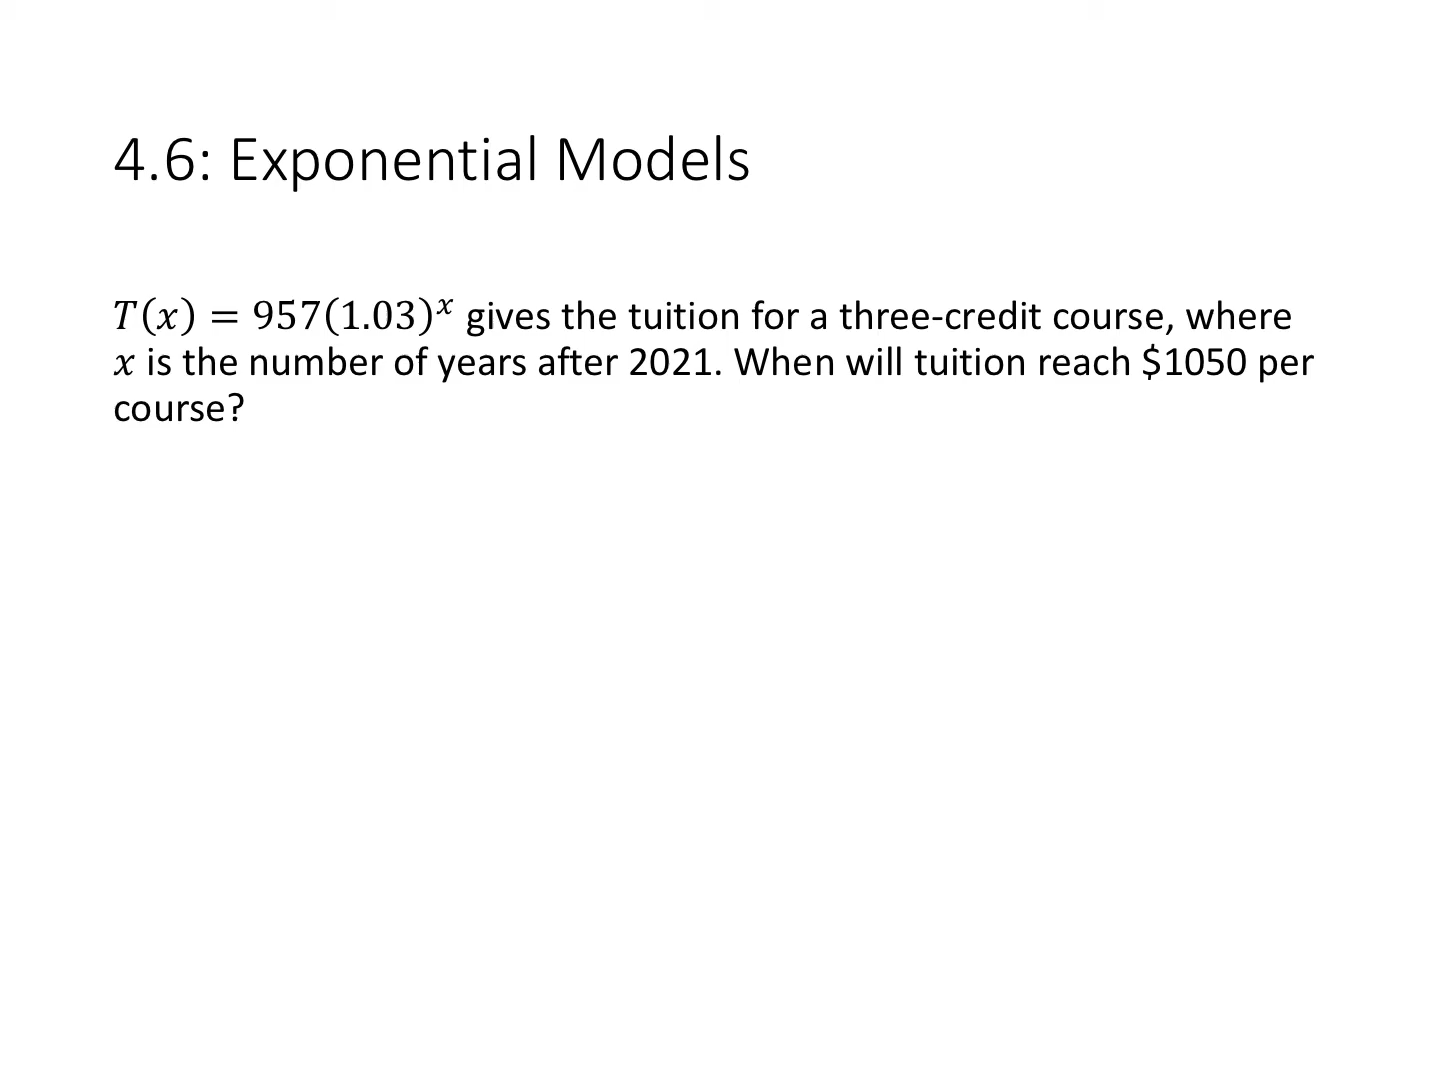 4.6: Exponential Models
𝑇(𝑥) = 957(1.03)^𝑥 gives the tuition for a three-credit course, where
𝑥 is the number of years after 2021. When will tuition reach $1050 per
course?